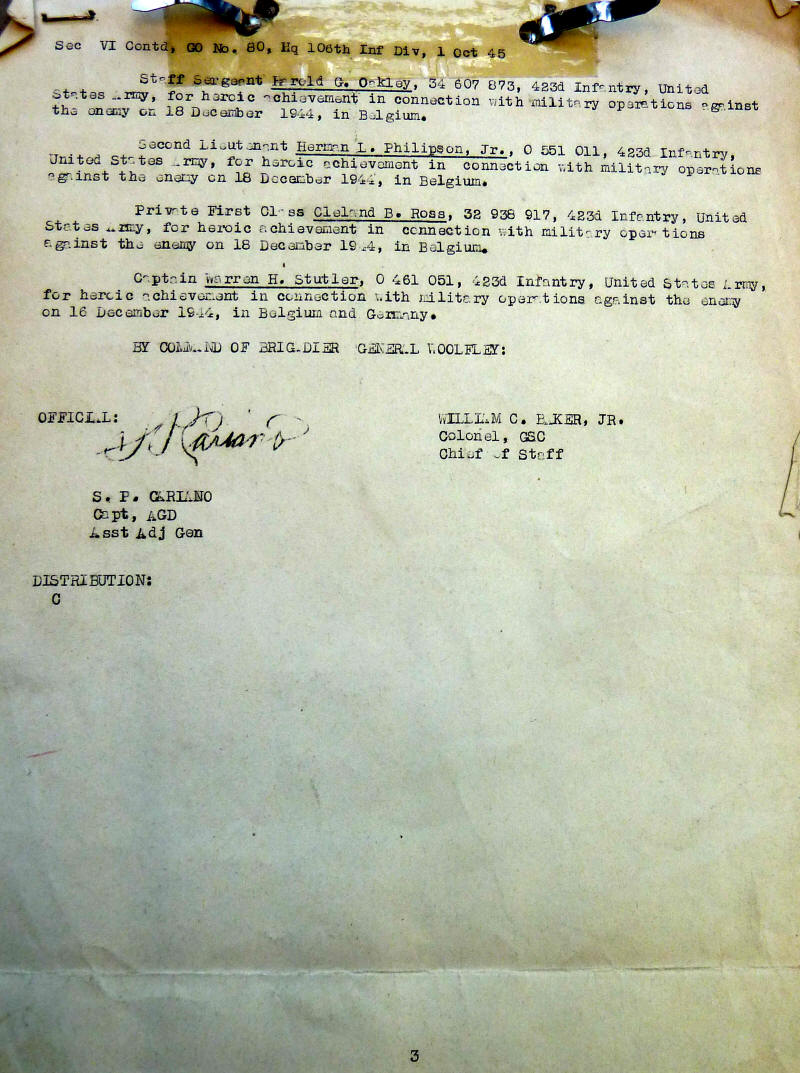 Sec VI Contd, GO No. 80, Hq 106th Inf Div, 1 Oct 45
Staff Sergeant Harold G. Oakley, 34 607 873, 423d Infantry, United
States Army, for heroic achievement in connection with military operations against
the enemy on 18 December 1944, in Belgium.
Second Lieutenant Herman L. Philipson, Jr., O 551 011, 423d Infantry,
United States Army, for heroic achievement in connection with military operations
against the enemy on 18 December 1944, in Belgium.
Private First Class Cleland B. Ross, 32 938 917, 423d Infantry, United
States Army, for heroic achievement in connection with military operations
against the enemy on 18 December 1944, in Belgium.
Captain Warren H. Stutler, O 461 051, 423d Infantry, United States Army,
for heroic achievement in connection with military operations against the enemy
on 16 December 1944, in Belgium and Germany.
BY COMMAND OF BRIGADIER GENERAL WOOLFLEY:
OFFICIAL:
S P Cariano
WILLIAM C. BAKER, JR.
Colonel, GSC
Chief of Staff
S. P. CARIANO
Capt, AGD
Asst Adj Gen
DISTRIBUTION:
C
3